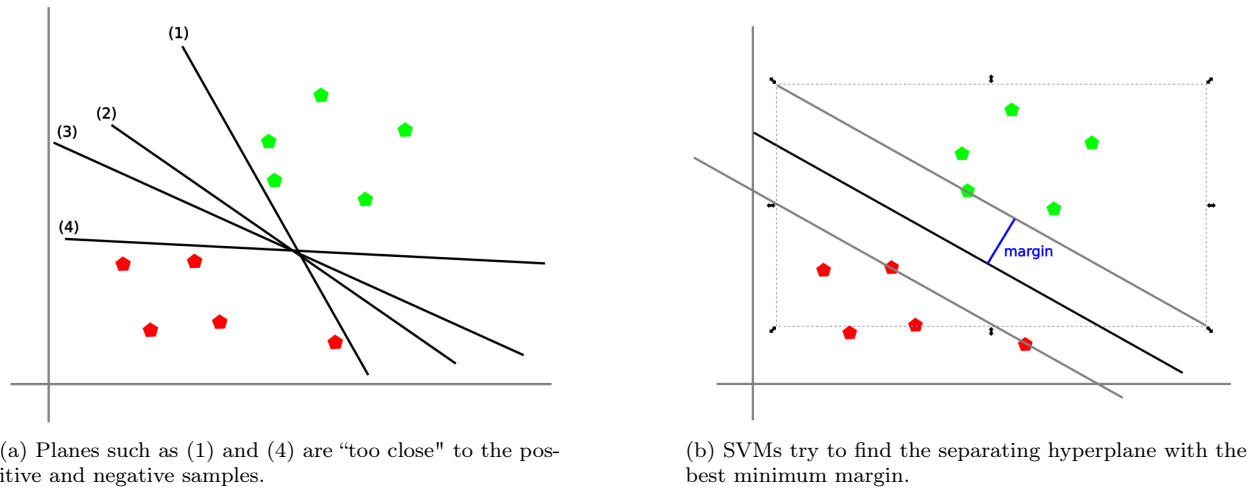 (1)
(2)
(3)
(4)
margin
(a) Planes such as (1) and (4) are “too close" to the pos-
itive and negative samples.
(b) SVMs try to find the separating hyperplane with the
best minimum margin.